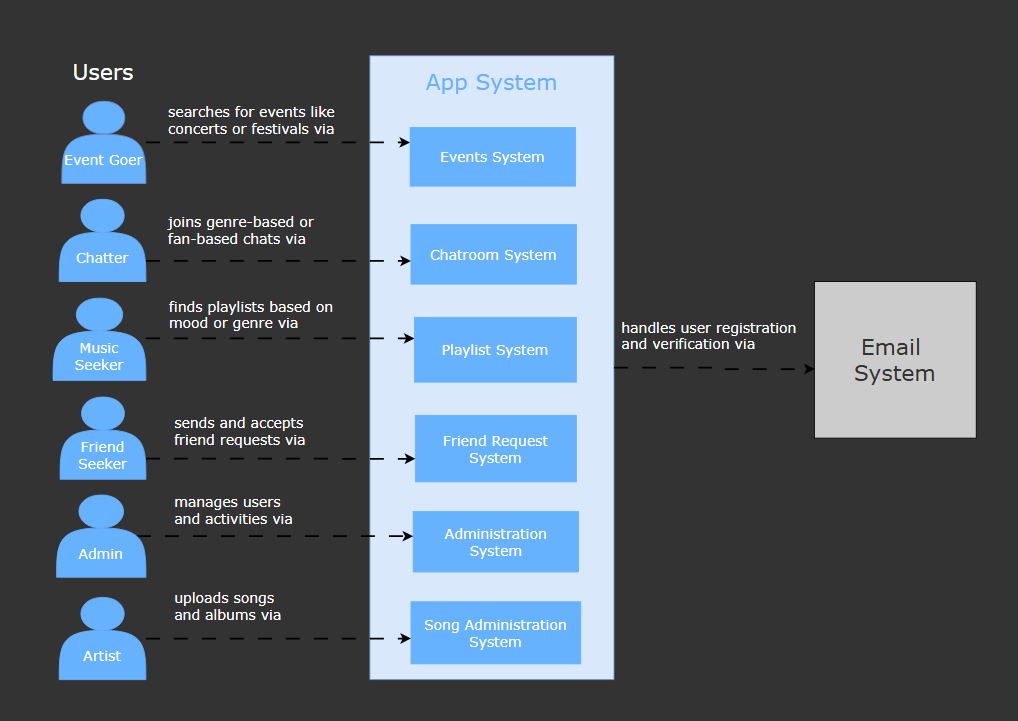 Users
App System
searches for events like
concerts or festivals via
Event Goer
Events System
joins genre-based or
fan-based chats via
Chatter
Chatroom System
finds playlists based on
mood or genre via
Music
Seeker
Playlist System
handles user registration
and verification via
Email
System
sends and accepts
friend requests via
Friend
Seeker
Friend Request
System
manages users
and activities via
Admin
Administration
System
uploads songs
and albums via
Artist
Song Administration
System